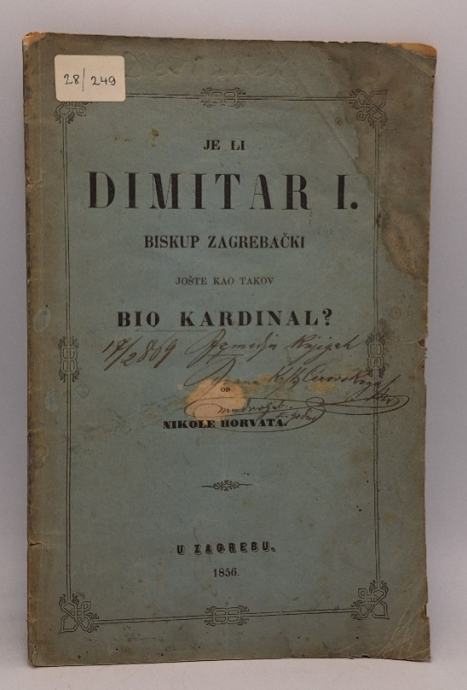 28/249
JE LI
DIMITAR I.
BISKUP ZAGREBAČKI
JOŠTE KAO TAKOV
BIO KARDINAL?
OD
NIKOLE HORVATA.
U ZAGREBU.
1856.